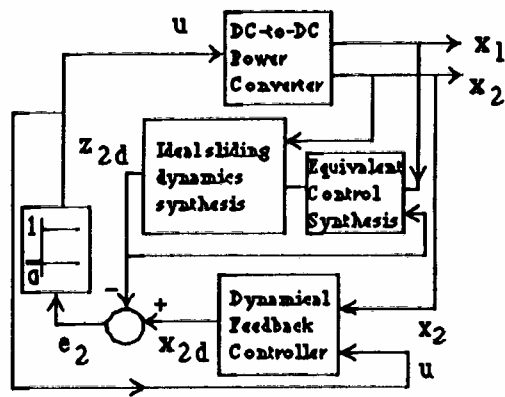 u
DC-to-DC
Power
Converter
x1
x2
z2d
Ideal sliding
dynamics
synthesis
Equivalent
Control
Synthesis
1
0
-
+
e2
x2d
Dynamical
Feedback
Controller
x2
u